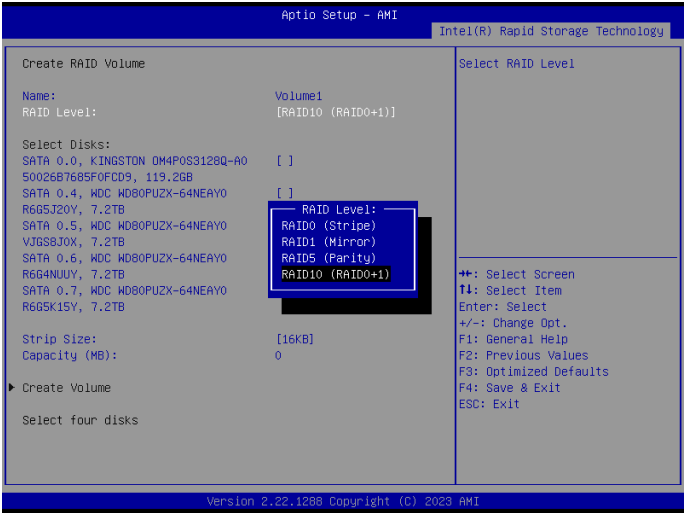 Aptio Setup - AMI
Intel(R) Rapid Storage Technology
Create RAID Volume
Select RAID Level
Name: Volume1
RAID Level: [RAID10 (RAID0+1)]
Select Disks:
SATA 0.0, KINGSTON OM4P0S3128Q-A0 [ ]
50026B7685F0FCD9, 119.2GB
SATA 0.4, WDC WD80PUZX-64NEAY0 [ ]
R6G5J20Y, 7.2TB
SATA 0.5, WDC WD80PUZX-64NEAY0
VJGS8J0X, 7.2TB
SATA 0.6, WDC WD80PUZX-64NEAY0
R6G4NUUY, 7.2TB
SATA 0.7, WDC WD80PUZX-64NEAY0
R6G5K15Y, 7.2TB
RAID Level:
RAID0 (Stripe)
RAID1 (Mirror)
RAID5 (Parity)
RAID10 (RAID0+1)
Strip Size: [16KB]
Capacity (MB): 0
Create Volume
Select four disks
→←: Select Screen
↑↓: Select Item
Enter: Select
+/-: Change Opt.
F1: General Help
F2: Previous Values
F3: Optimized Defaults
F4: Save & Exit
ESC: Exit
Version 2.22.1288 Copyright (C) 2023 AMI